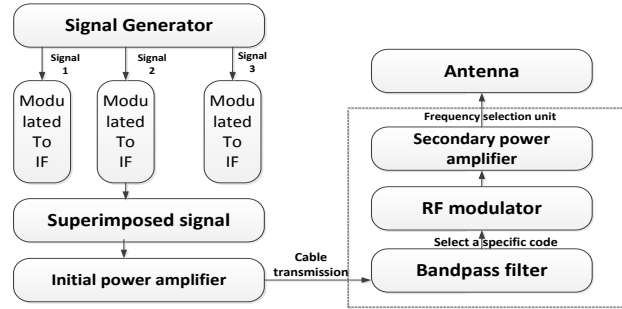 Signal Generator
Signal
1
Signal
2
Signal
3
Modu
lated
To
IF
Modu
lated
To
IF
Modu
lated
To
IF
Superimposed signal
Initial power amplifier
Cable
transmission
Antenna
Frequency selection unit
Secondary power
amplifier
RF modulator
Select a specific code
Bandpass filter